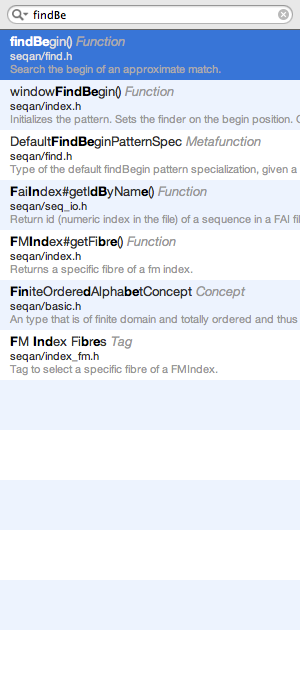 findBe
findBegin() Function
seqan/find.h
Search the begin of an approximate match.
windowFindBegin() Function
seqan/index.h
Initializes the pattern. Sets the finder on the begin position.
DefaultFindBeginPatternSpec Metafunction
seqan/find.h
Type of the default findBegin pattern specialization, given a
FaiIndex#getIdByName() Function
seqan/seq_io.h
Return id (numeric index in the file) of a sequence in a FAI fil
FMIndex#getFibre() Function
seqan/index.h
Returns a specific fibre of a fm index.
FiniteOrderedAlphabetConcept Concept
seqan/basic.h
An type that is of finite domain and totally ordered and thus
FM Index Fibres Tag
seqan/index_fm.h
Tag to select a specific fibre of a FMIndex.